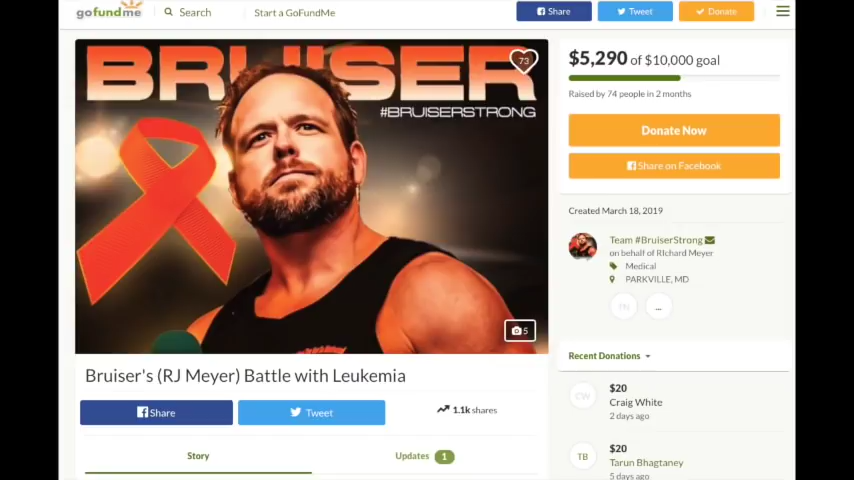 gofundme
Search
Start a GoFundMe
Share
Tweet
Donate
BRUISER
#BRUISERSTRONG
73
5
$5,290 of $10,000 goal
Raised by 74 people in 2 months
Donate Now
Share on Facebook
Created March 18, 2019
Team #BruiserStrong
on behalf of RIchard Meyer
Medical
PARKVILLE, MD
TN
...
Bruiser's (RJ Meyer) Battle with Leukemia
Share
Tweet
1.1k shares
Story
Updates 1
Recent Donations
CW
$20
Craig White
2 days ago
TB
$20
Tarun Bhagtaney
5 days ago